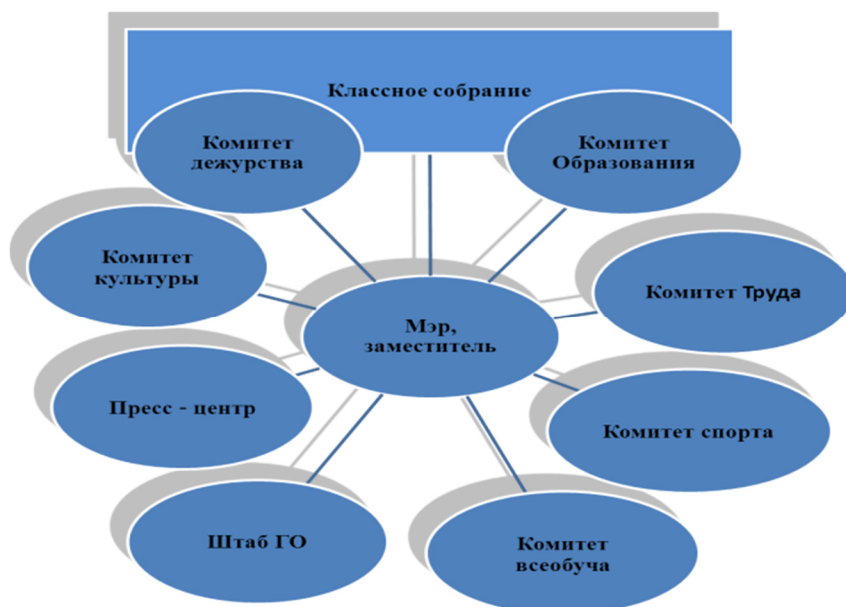 Классное собрание
Комитет
дежурства
Комитет
Образования
Комитет
культуры
Комитет Труда
Мэр,
заместитель
Пресс - центр
Комитет спорта
Штаб ГО
Комитет
всеобуча